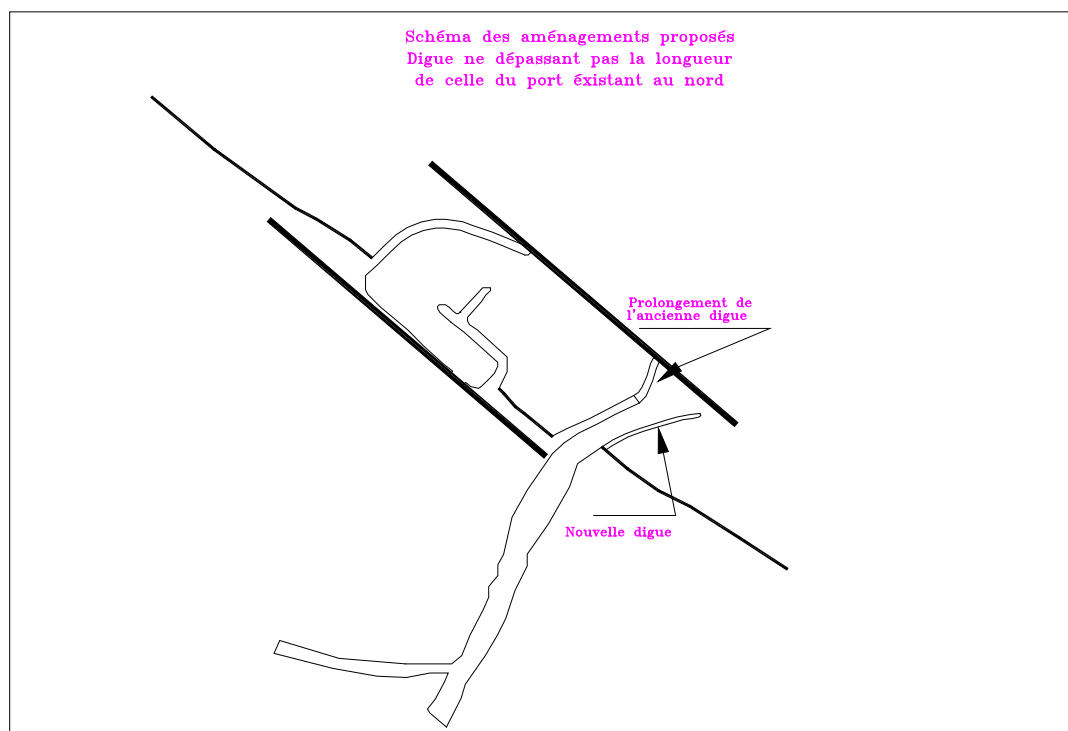 Schéma des aménagements proposés
Digue ne dépassant pas la longueur
de celle du port éxistant au nord
Prolongement de
l'ancienne digue
Nouvelle digue